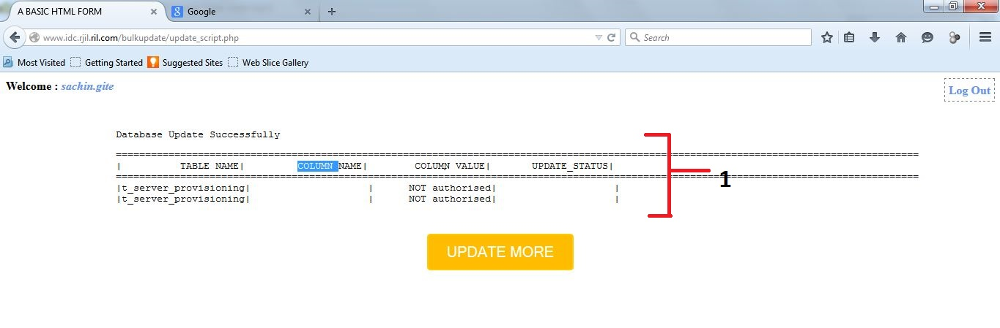 A BASIC HTML FORM
Google
www.idc.rjil.ril.com/bulkupdate/update_script.php
Search
Most Visited Getting Started Suggested Sites Web Slice Gallery
Welcome : sachin.gite
Log Out
Database Update Successfully
=========================================================================================================================================
| TABLE NAME| COLUMN NAME| COLUMN VALUE| UPDATE_STATUS|
=========================================================================================================================================
|t_server_provisioning| | NOT authorised| |
|t_server_provisioning| | NOT authorised| |
1
UPDATE MORE